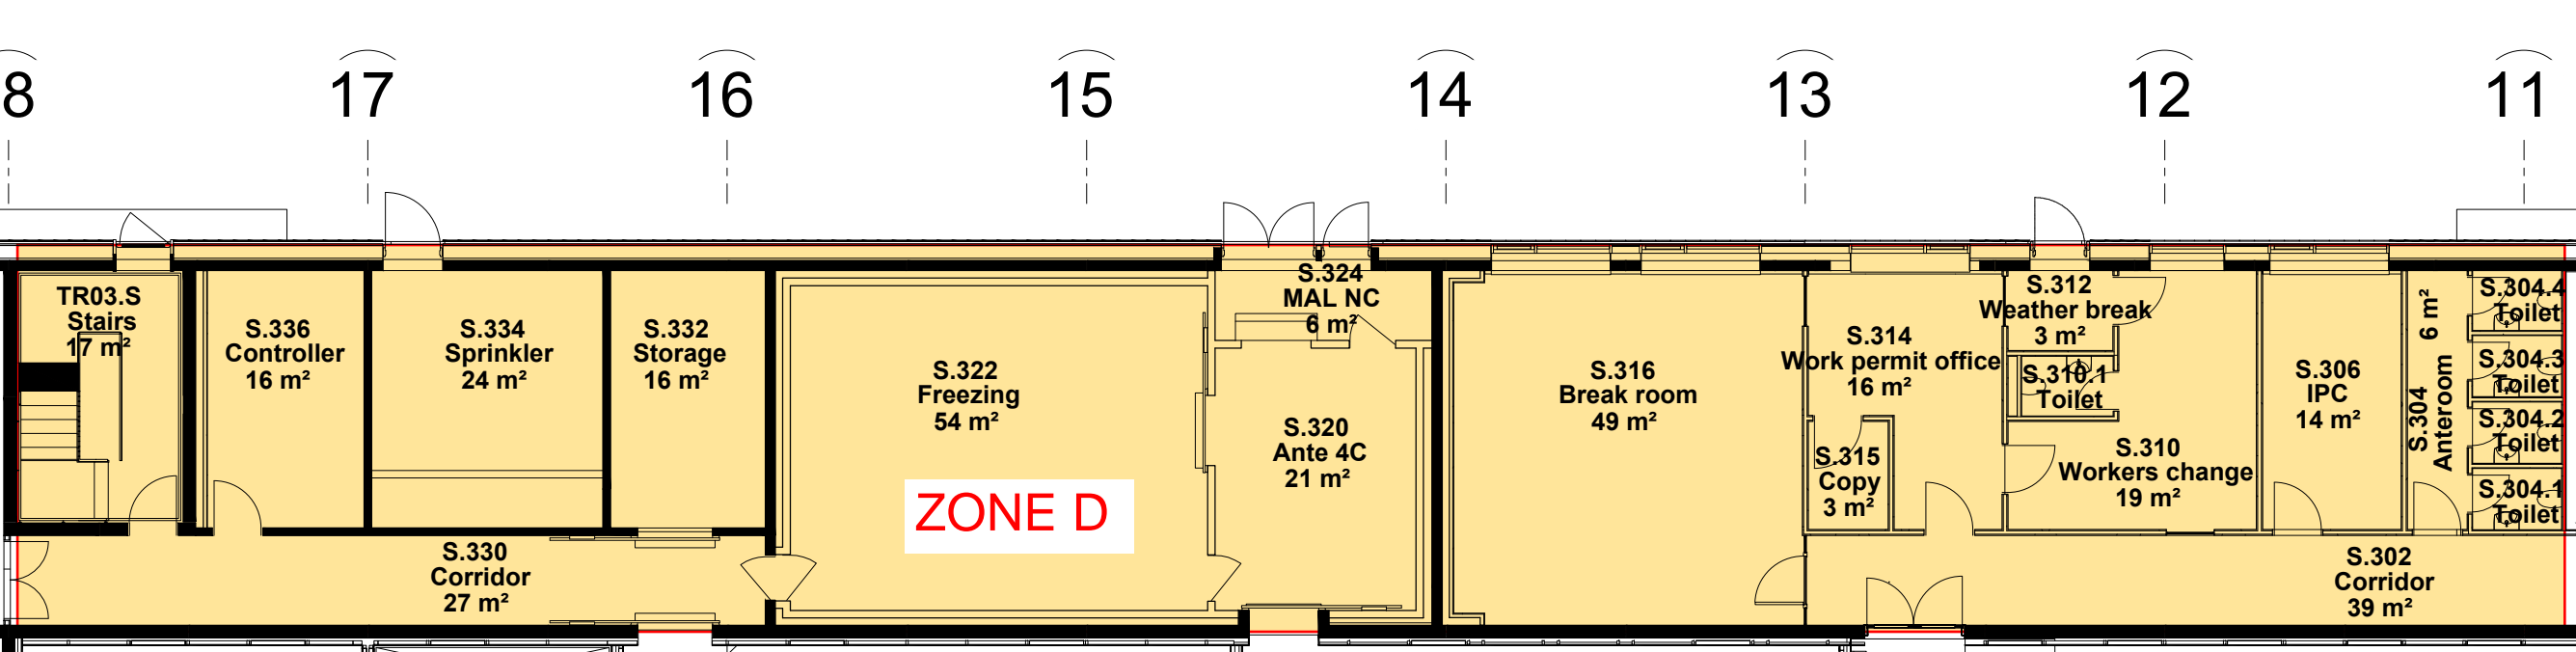 8 17 16 15 14 13 12 11
TR03.S
Stairs
17 m²
S.336
Controller
16 m²
S.334
Sprinkler
24 m²
S.332
Storage
16 m²
S.330
Corridor
27 m²
S.322
Freezing
54 m²
ZONE D
S.324
MAL NC
6 m²
S.320
Ante 4C
21 m²
S.316
Break room
49 m²
S.314
Work permit office
16 m²
S.315
Copy
3 m²
S.312
Weather break
3 m²
S.310.1
Toilet
S.310
Workers change
19 m²
S.306
IPC
14 m²
S.304
Anteroom 6 m²
S.304.4
Toilet
S.304.3
Toilet
S.304.2
Toilet
S.304.1
Toilet
S.302
Corridor
39 m²